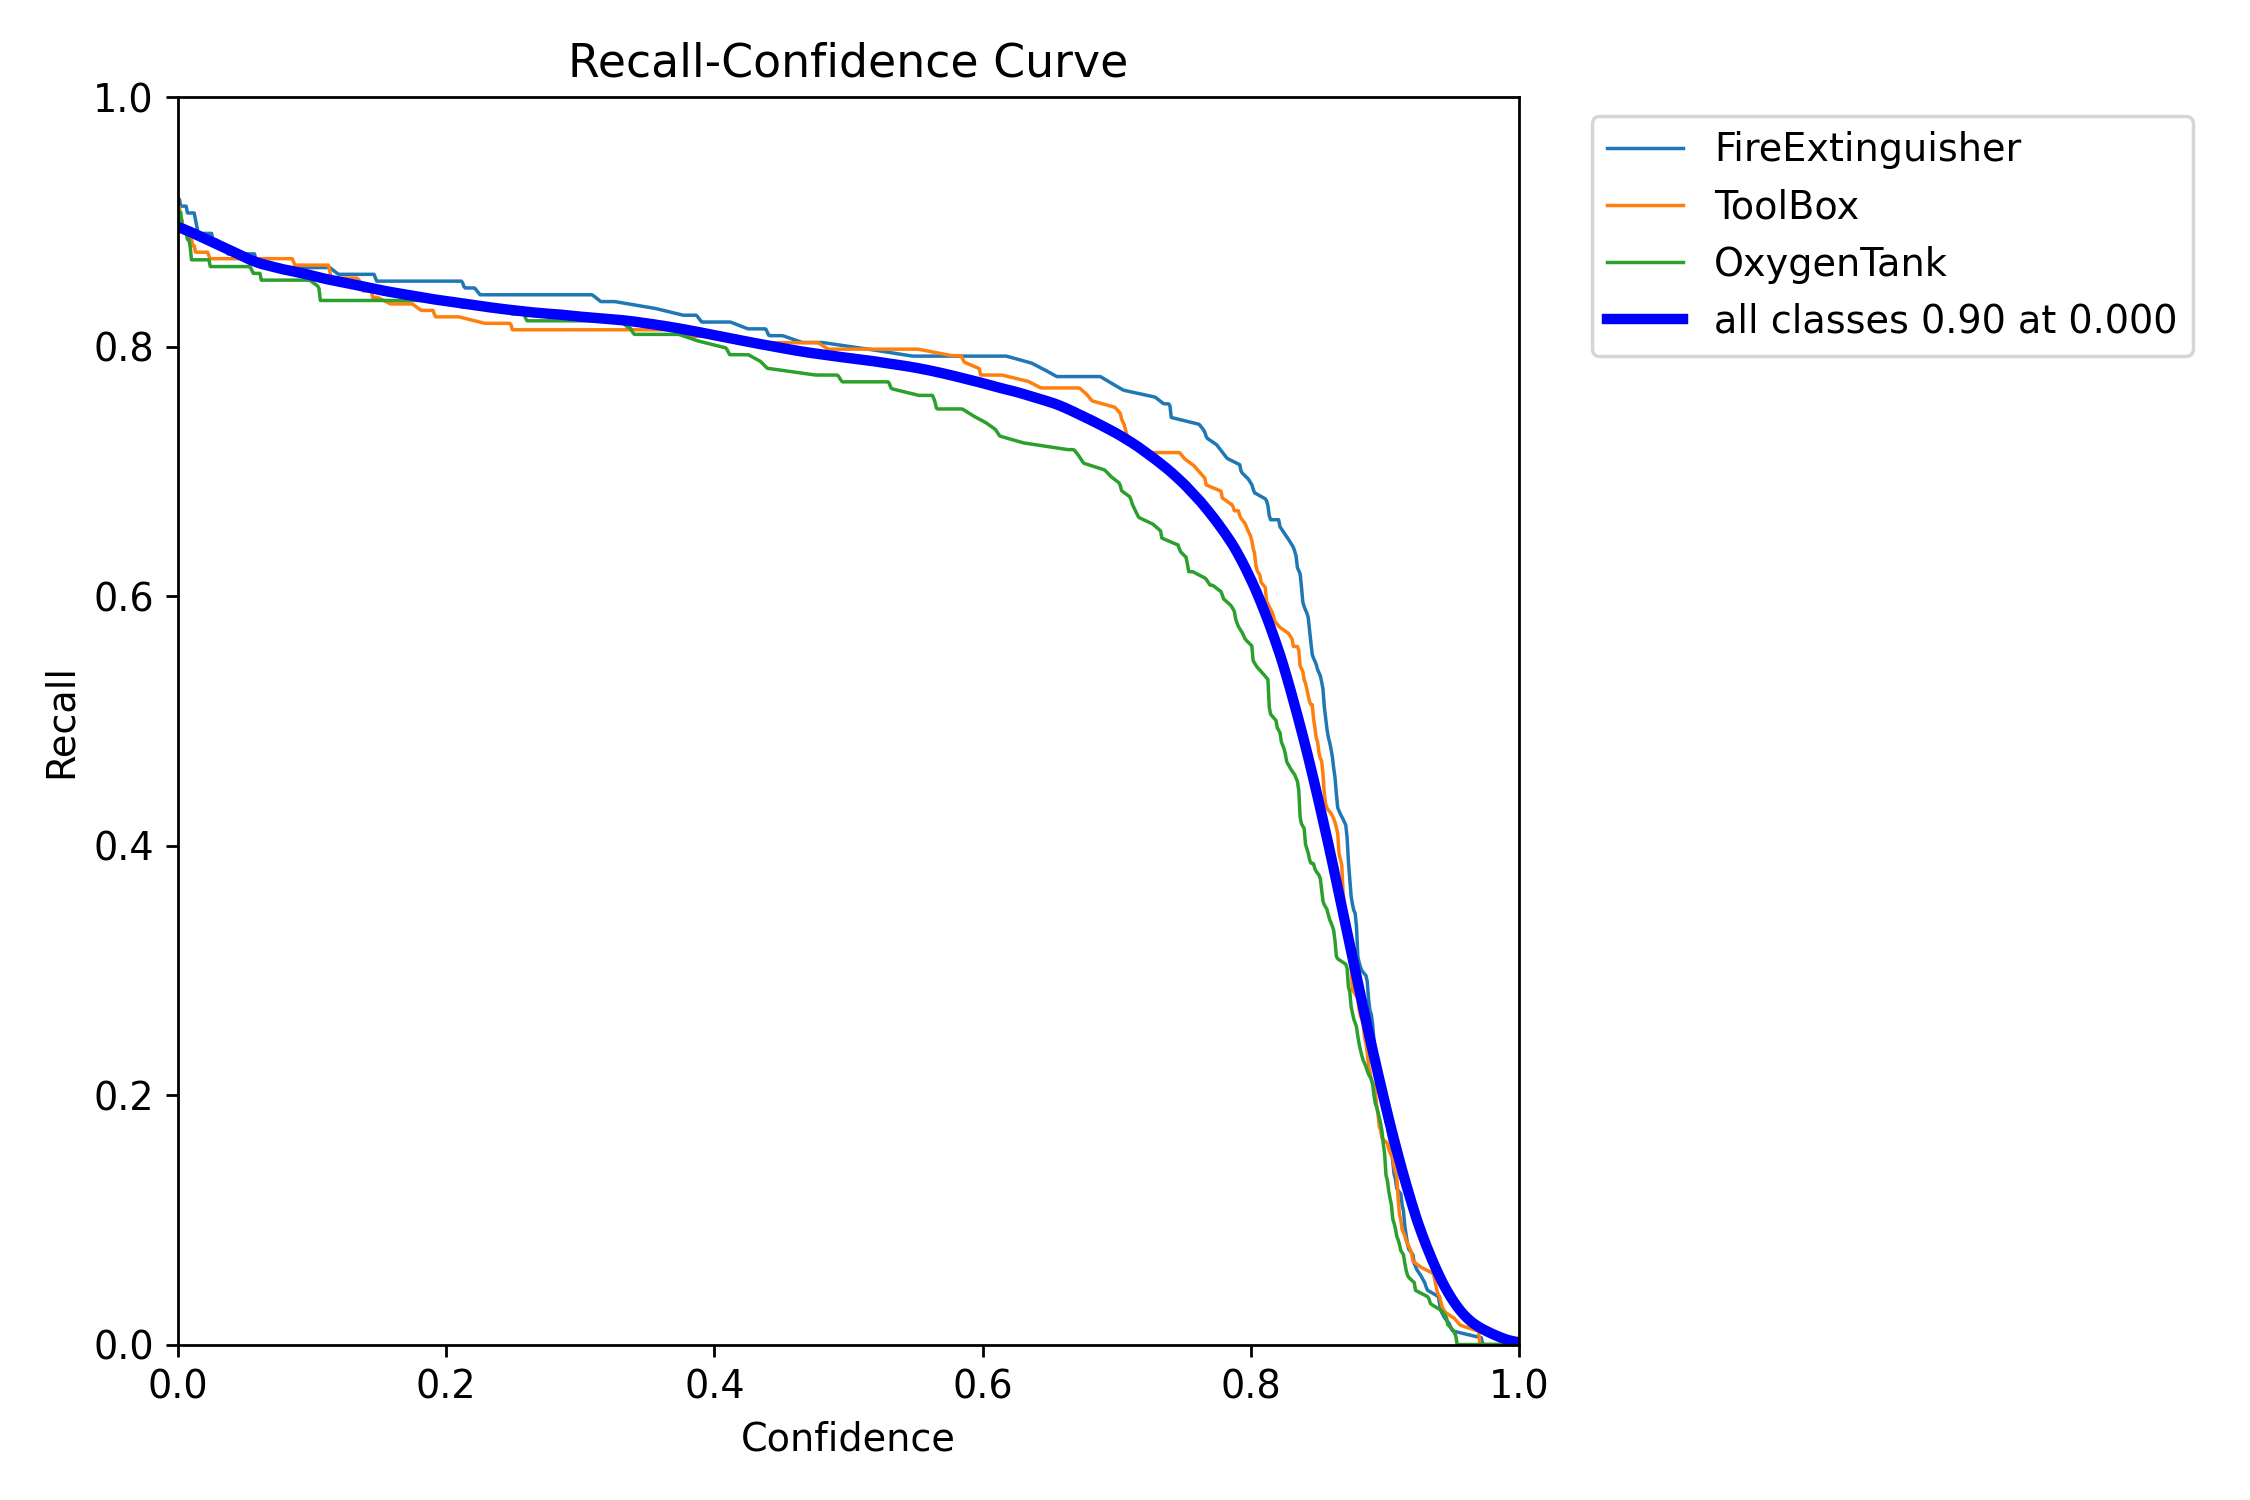 Recall-Confidence Curve
1.0
0.8
0.6
0.4
0.2
0.0
Recall
0.0 0.2 0.4 0.6 0.8 1.0
Confidence
FireExtinguisher
ToolBox
OxygenTank
all classes 0.90 at 0.000